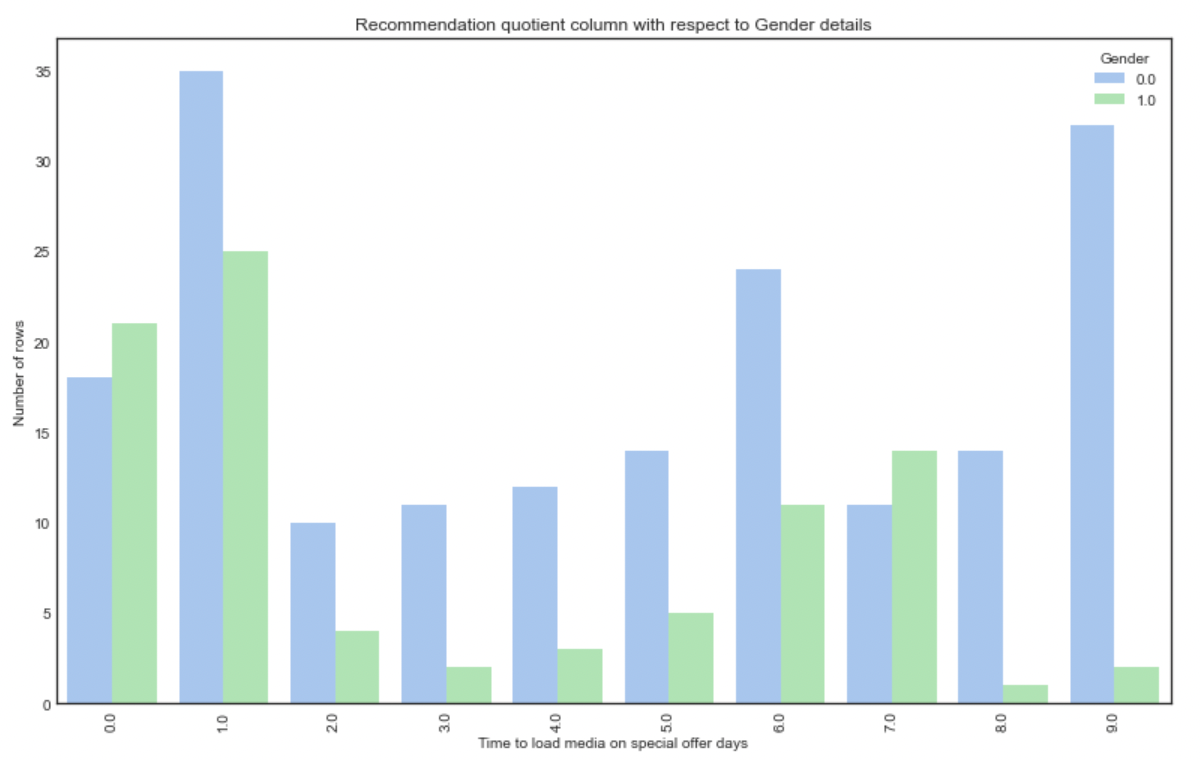 Recommendation quotient column with respect to Gender details
Gender
0.0
1.0
Number of rows
35
30
25
20
15
10
5
0
0.0 1.0 2.0 3.0 4.0 5.0 6.0 7.0 8.0 9.0
Time to load media on special offer days